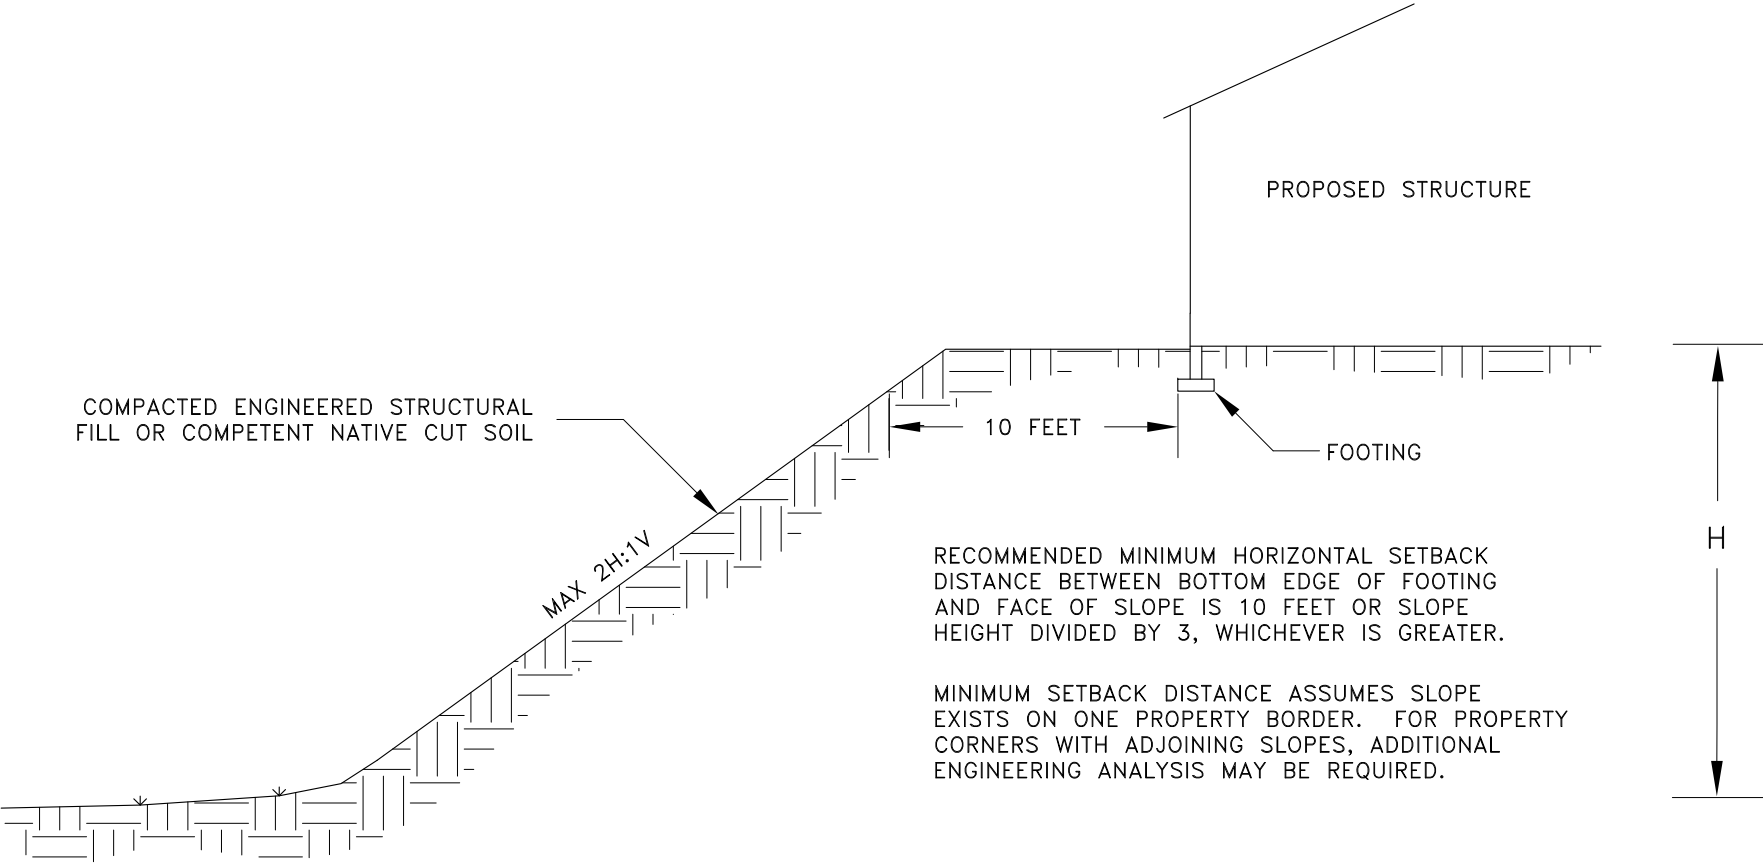 PROPOSED STRUCTURE
COMPACTED ENGINEERED STRUCTURAL
FILL OR COMPETENT NATIVE CUT SOIL
10 FEET
FOOTING
MAX 2H:1V
H
RECOMMENDED MINIMUM HORIZONTAL SETBACK
DISTANCE BETWEEN BOTTOM EDGE OF FOOTING
AND FACE OF SLOPE IS 10 FEET OR SLOPE
HEIGHT DIVIDED BY 3, WHICHEVER IS GREATER.
MINIMUM SETBACK DISTANCE ASSUMES SLOPE
EXISTS ON ONE PROPERTY BORDER. FOR PROPERTY
CORNERS WITH ADJOINING SLOPES, ADDITIONAL
ENGINEERING ANALYSIS MAY BE REQUIRED.